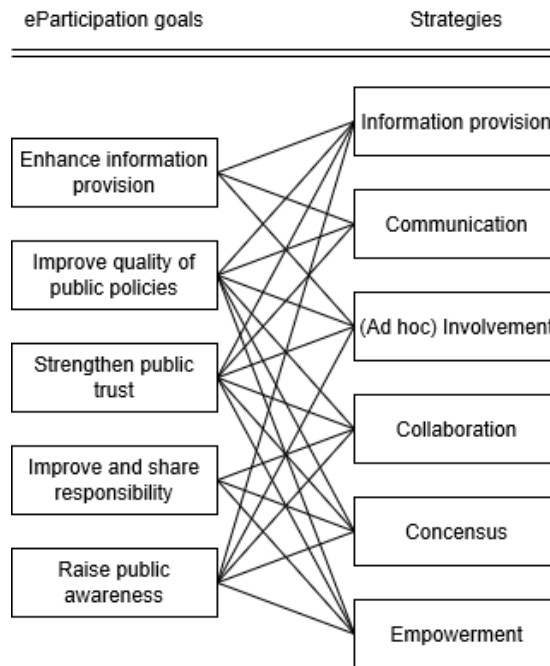 eParticipation goals
Strategies
Enhance information
provision
Improve quality of
public policies
Strengthen public
trust
Improve and share
responsibility
Raise public
awareness
Information provision
Communication
(Ad hoc) Involvement
Collaboration
Concensus
Empowerment